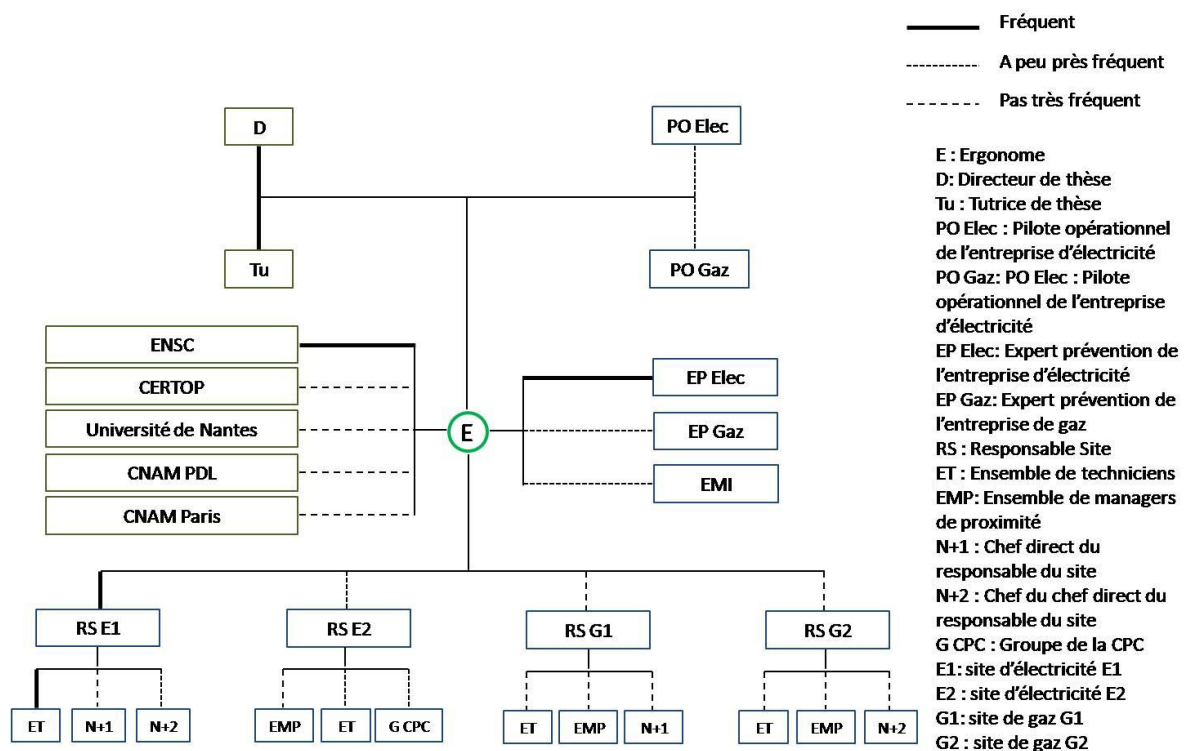 Fréquent
A peu près fréquent
Pas très fréquent
D
PO Elec
Tu
PO Gaz
ENSC
CERTOP
Université de Nantes
CNAM PDL
CNAM Paris
E
EP Elec
EP Gaz
EMI
RS E1
RS E2
RS G1
RS G2
ET
N+1
N+2
EMP
ET
G CPC
ET
EMP
N+1
ET
EMP
N+2
E : Ergonome
D: Directeur de thèse
Tu : Tutrice de thèse
PO Elec : Pilote opérationnel
de l'entreprise d'électricité
PO Gaz: PO Elec : Pilote
opérationnel de l'entreprise
d'électricité
EP Elec: Expert prévention de
l'entreprise d'électricité
EP Gaz: Expert prévention de
l'entreprise de gaz
RS : Responsable Site
ET : Ensemble de techniciens
EMP: Ensemble de managers
de proximité
N+1 : Chef direct du
responsable du site
N+2 : Chef du chef direct du
responsable du site
G CPC : Groupe de la CPC
E1: site d'électricité E1
E2 : site d'électricité E2
G1: site de gaz G1
G2 : site de gaz G2